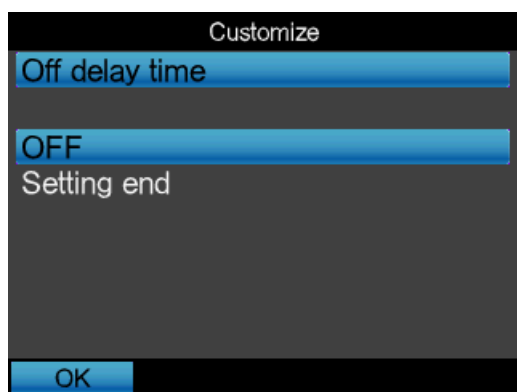 Customize
Off delay time
OFF
Setting end
OK